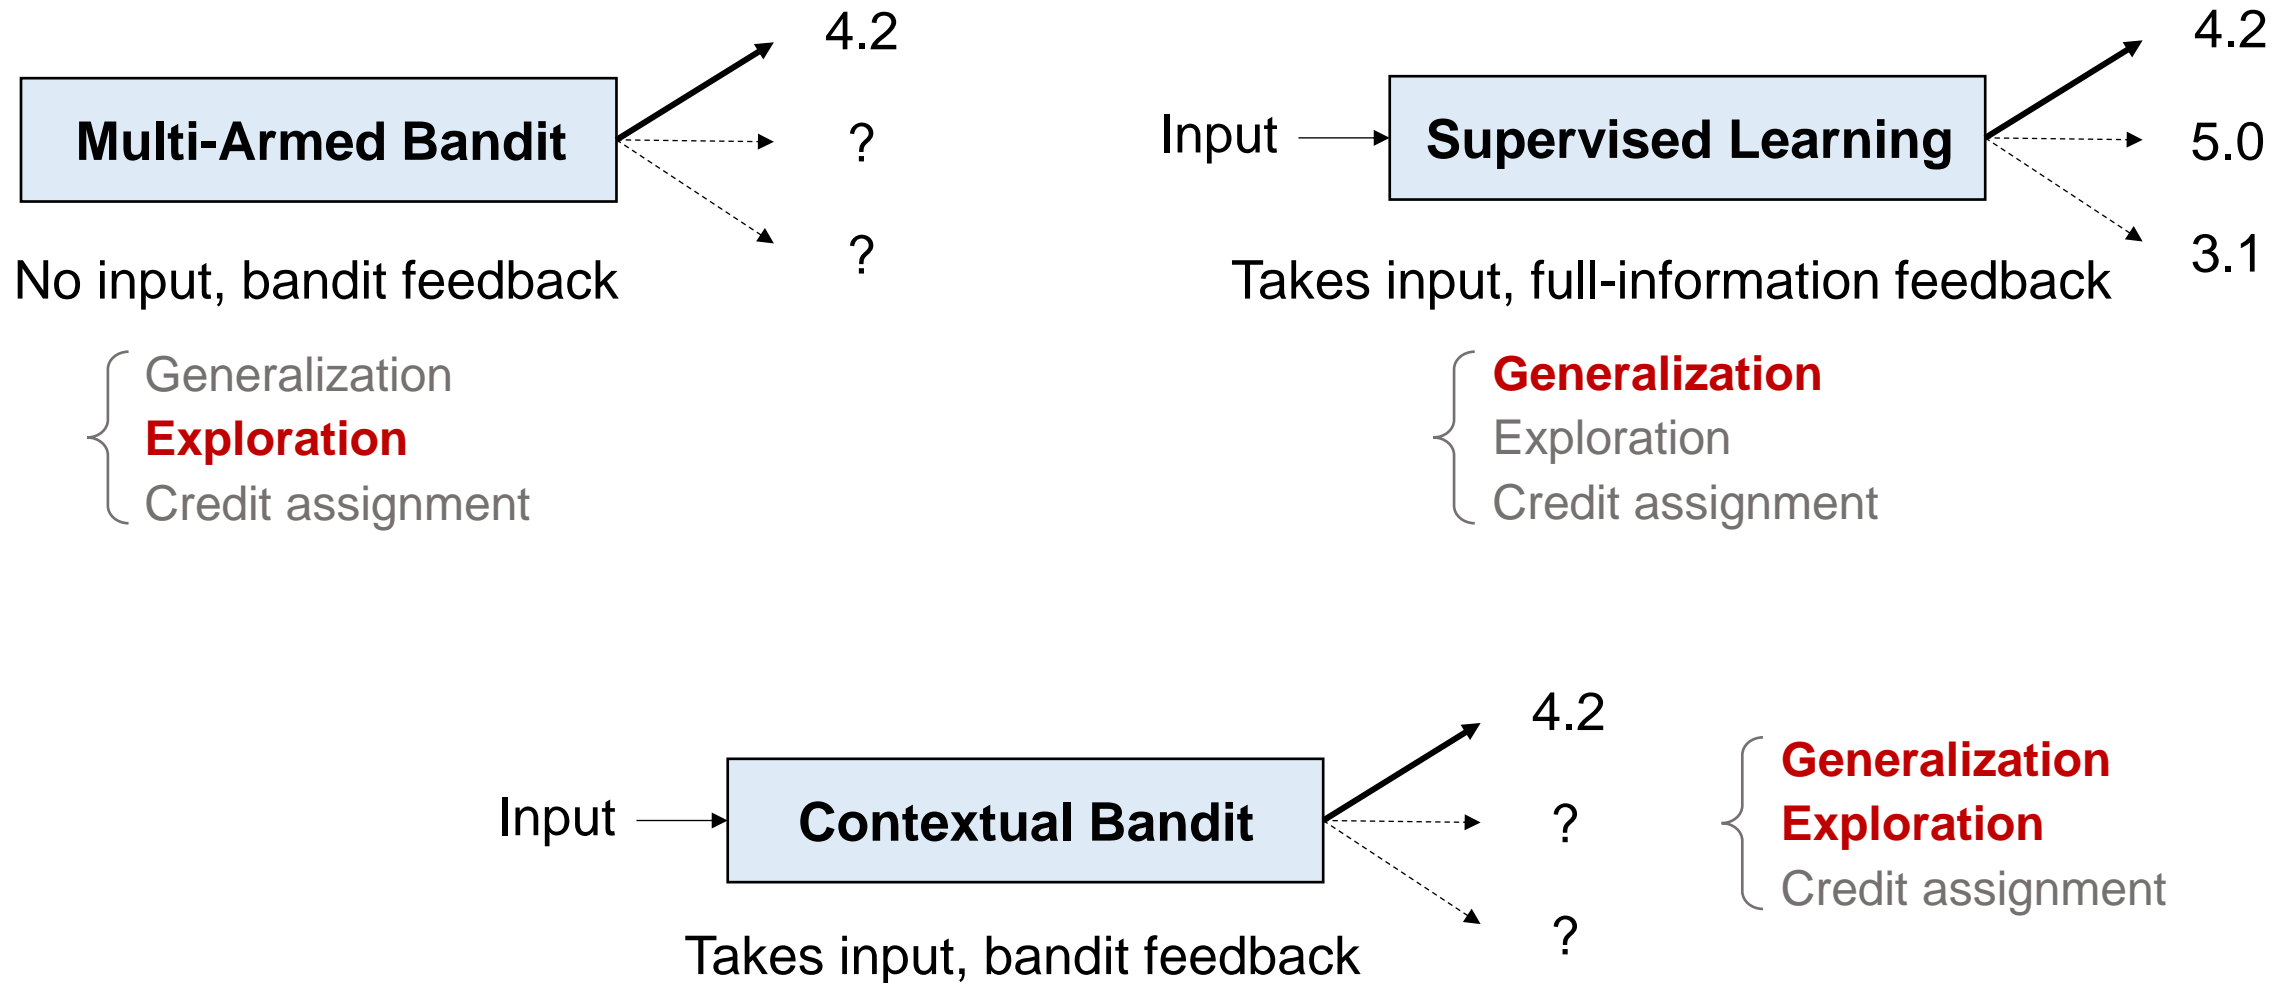 4.2
Multi-Armed Bandit
?
?
No input, bandit feedback
Generalization
Exploration
Credit assignment
4.2
Input
Supervised Learning
5.0
3.1
Takes input, full-information feedback
Generalization
Exploration
Credit assignment
4.2
Input
Contextual Bandit
?
?
Takes input, bandit feedback
Generalization
Exploration
Credit assignment